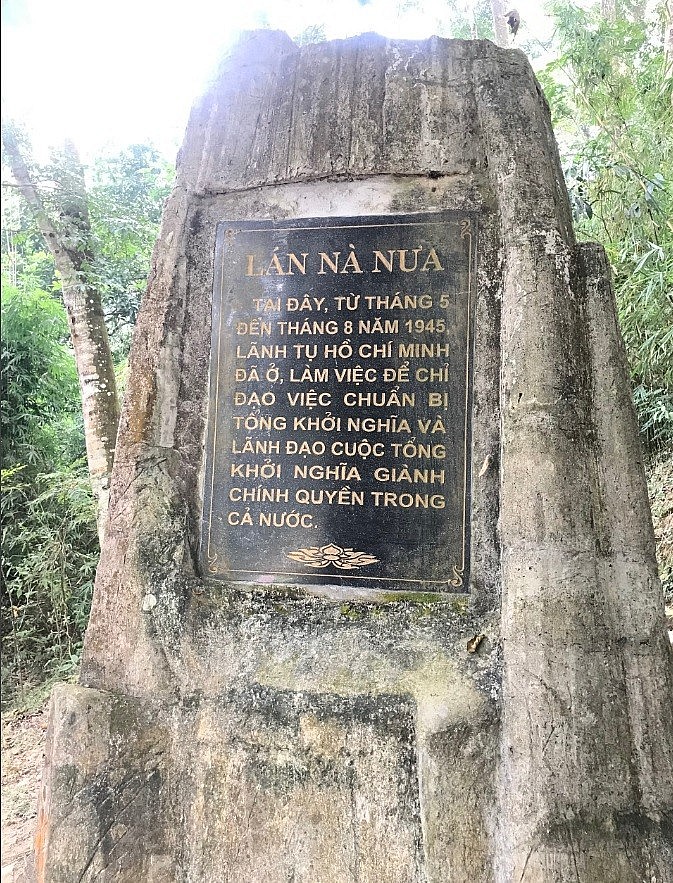 LÁN NÀ NƯA
TẠI ĐÂY, TỪ THÁNG 5
ĐẾN THÁNG 8 NĂM 1945,
LÃNH TỤ HỒ CHÍ MINH
ĐÃ Ở, LÀM VIỆC ĐỂ CHỈ
ĐẠO VIỆC CHUẨN BỊ
TỔNG KHỞI NGHĨA VÀ
LÃNH ĐẠO CUỘC TỔNG
KHỞI NGHĨA GIÀNH
CHÍNH QUYỀN TRONG
CẢ NƯỚC.